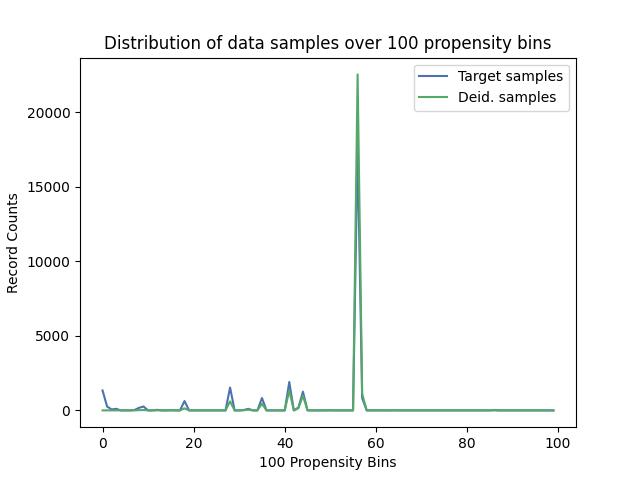 Distribution of data samples over 100 propensity bins
Target samples
Deid. samples
20000
15000
10000
5000
0
Record Counts
0 20 40 60 80 100
100 Propensity Bins